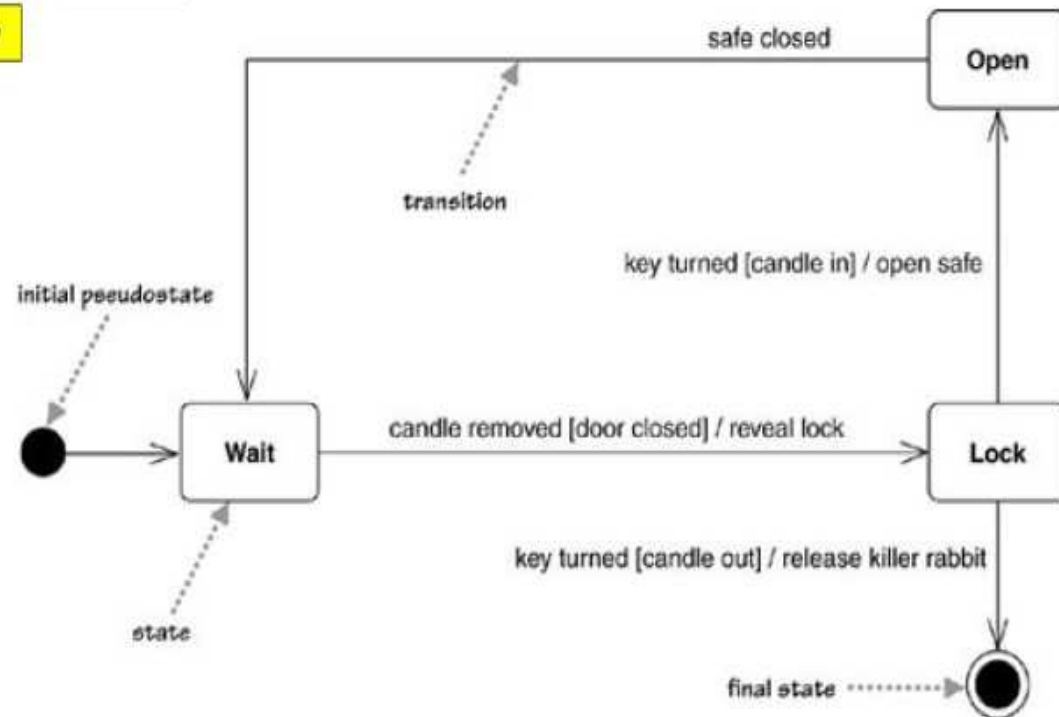 safe closed
Open
transition
key turned [candle in] / open safe
initial pseudostate
candle removed [door closed] / reveal lock
Wait
Lock
key turned [candle out] / release killer rabbit
state
final state